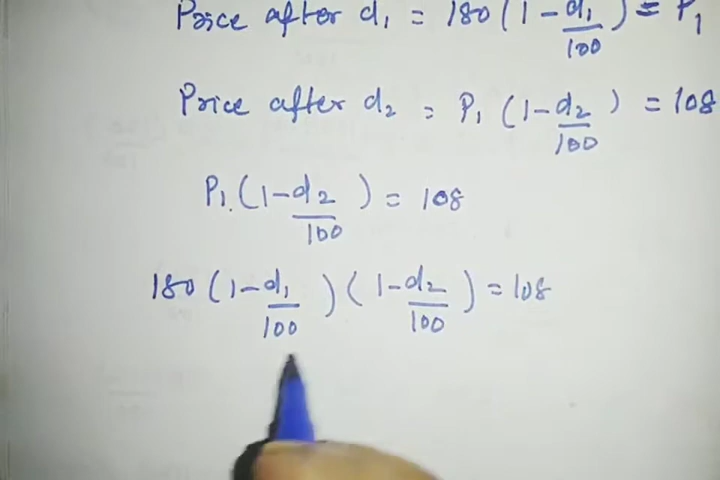 Price after d₁ = 180 (1 - d₁/100) = P₁
Price after d₂ = P₁ (1 - d₂/100) = 108
P₁. (1 - d₂/100) = 108
180 (1 - d₁/100) (1 - d₂/100) = 108